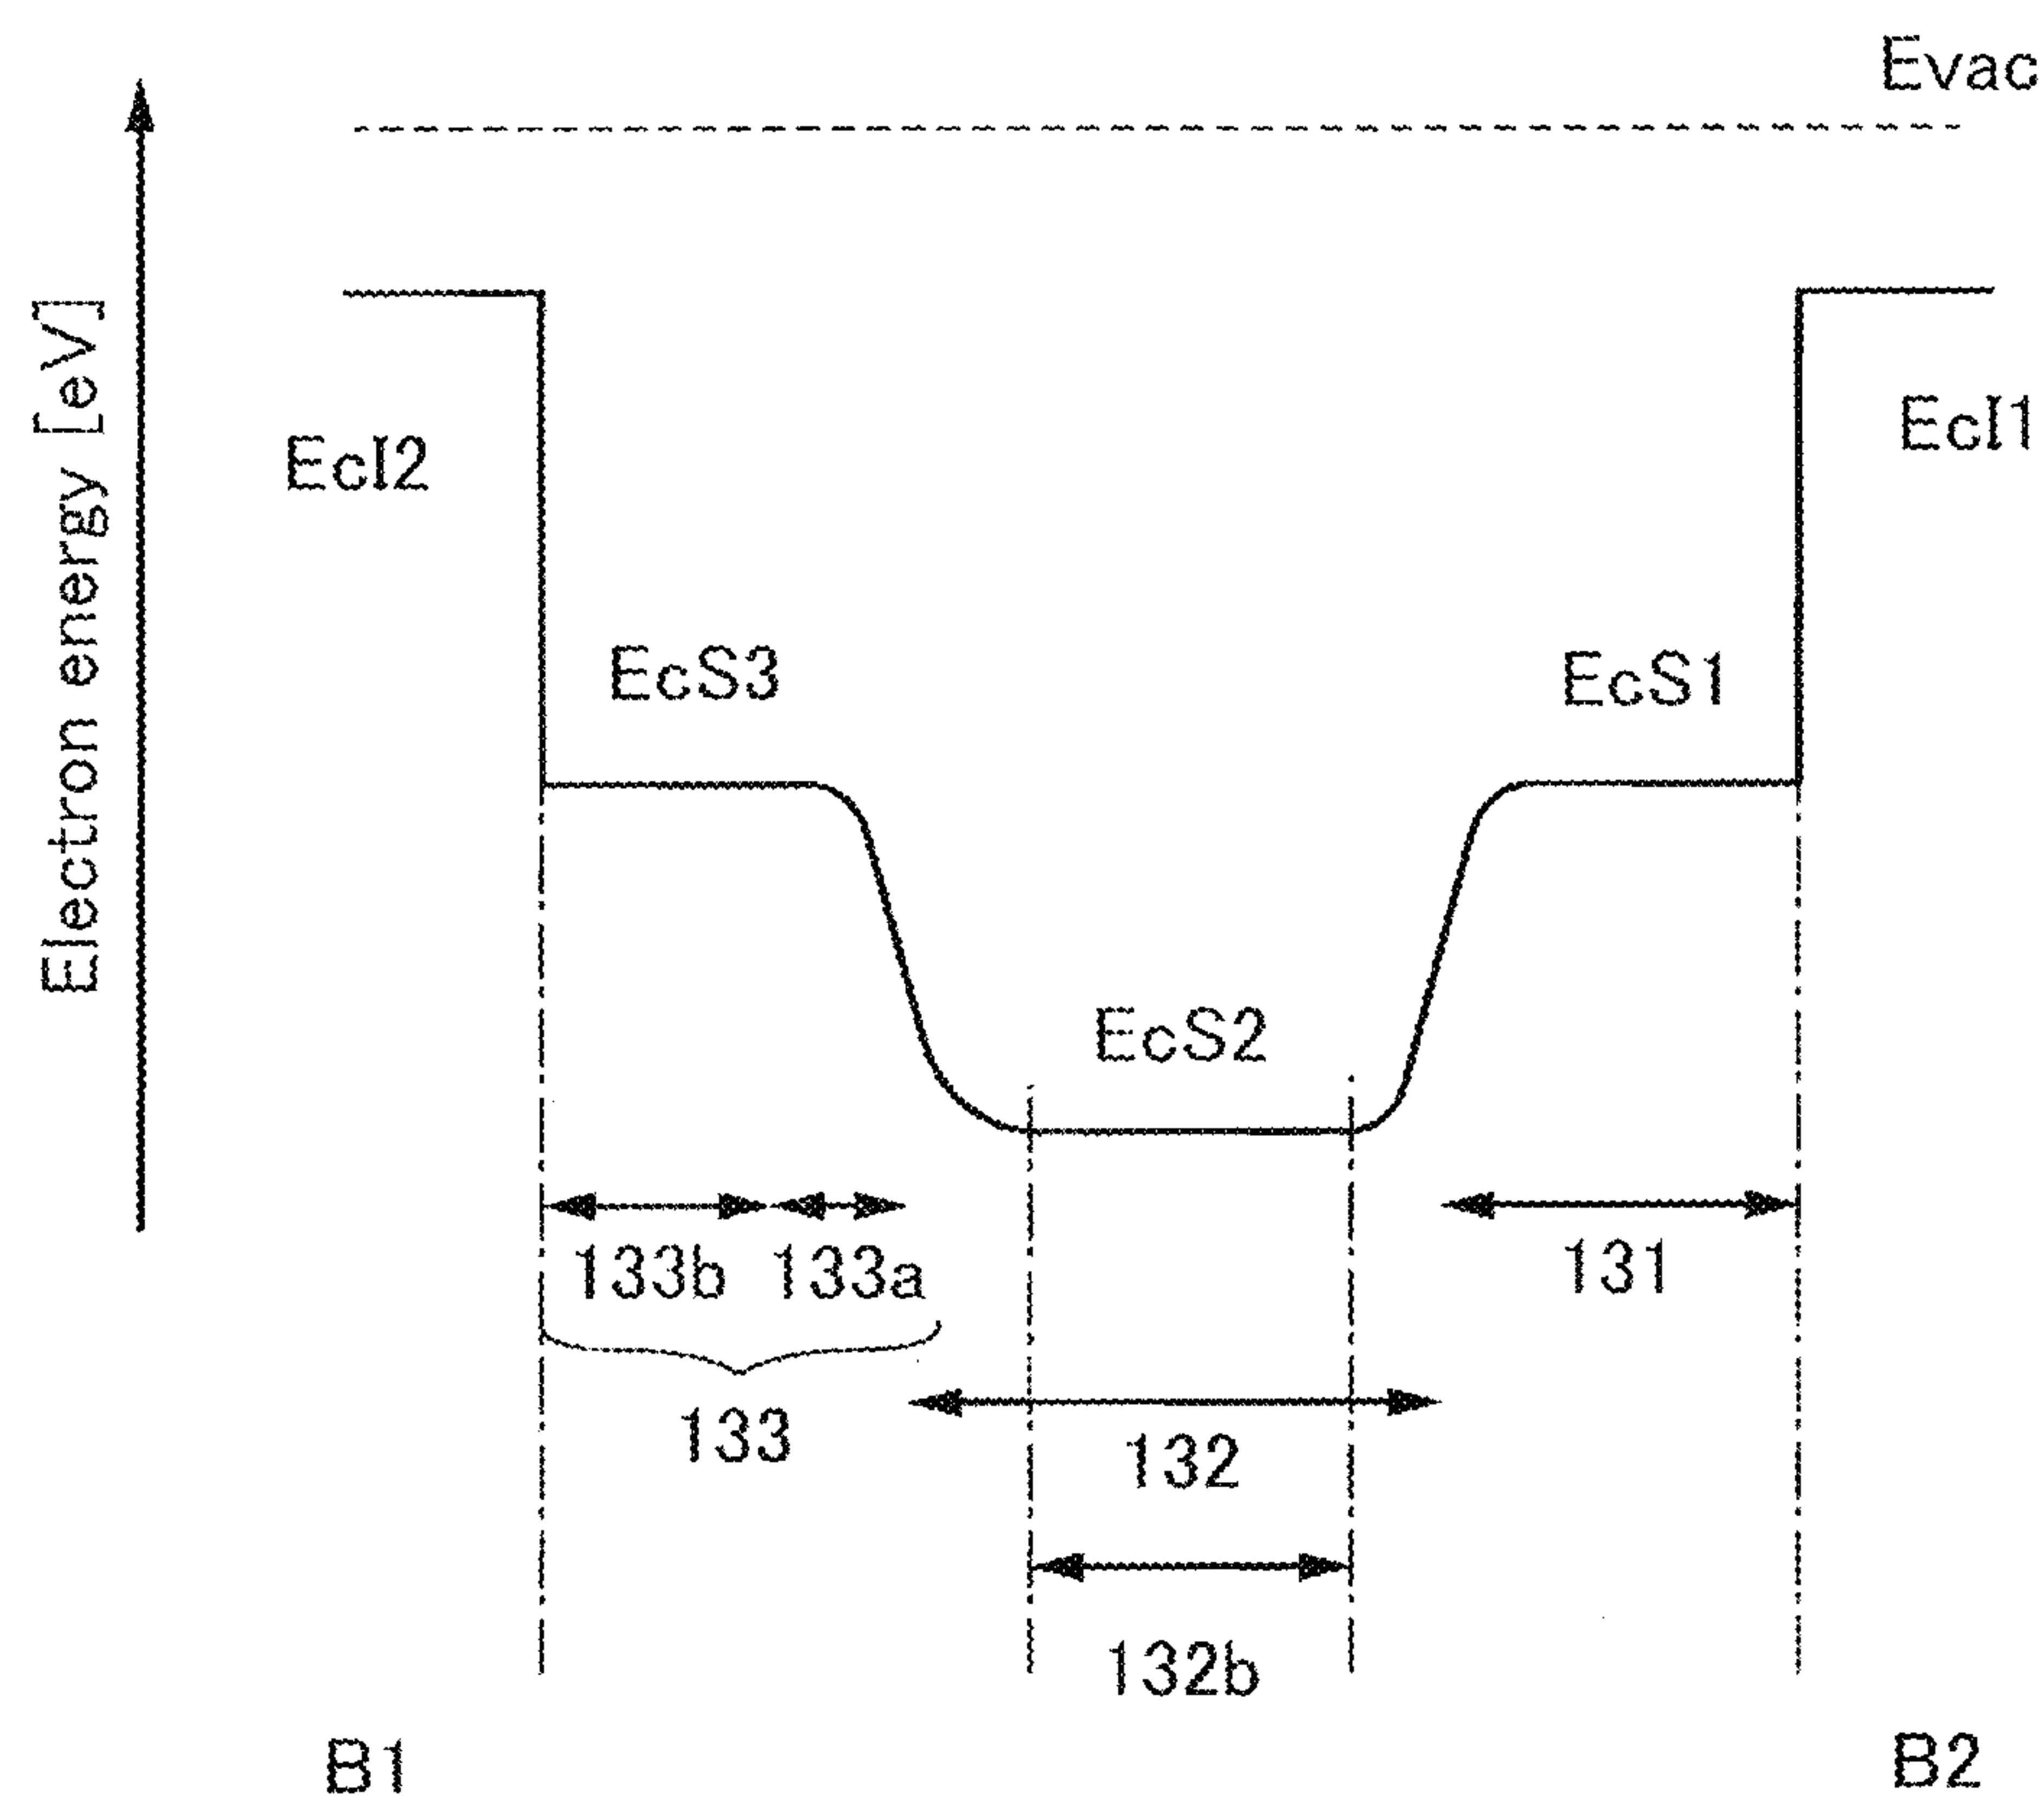 Evac
Electron energy [eV]
EcI2
EcI1
EcS3
EcS1
EcS2
133b
133a
131
133
132
132b
B1
B2